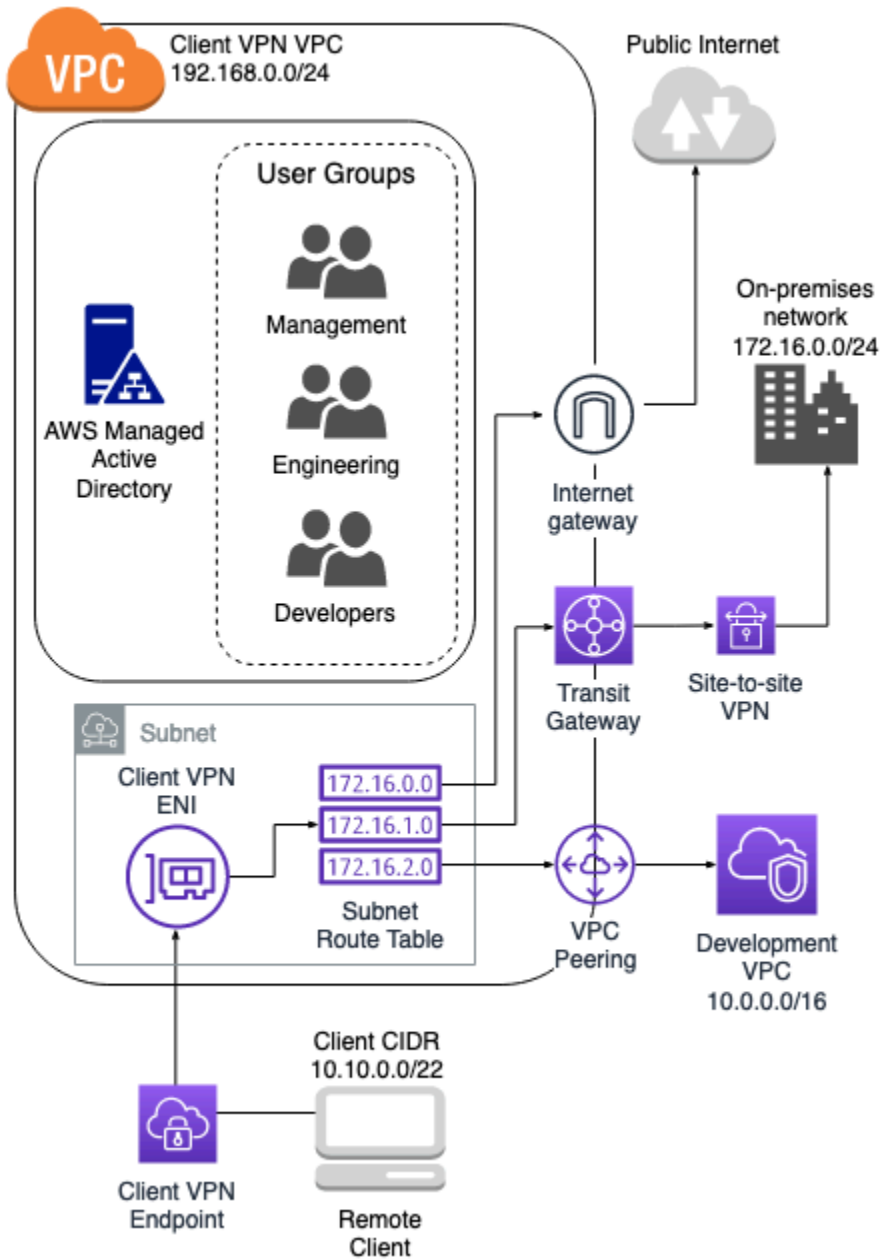 VPC
Client VPN VPC
192.168.0.0/24
Public Internet
User Groups
Management
Engineering
Developers
AWS Managed
Active
Directory
On-premises
network
172.16.0.0/24
Internet
gateway
Transit
Gateway
Site-to-site
VPN
Subnet
Client VPN
ENI
172.16.0.0
172.16.1.0
172.16.2.0
Subnet
Route Table
VPC
Peering
Development
VPC
10.0.0.0/16
Client CIDR
10.10.0.0/22
Client VPN
Endpoint
Remote
Client